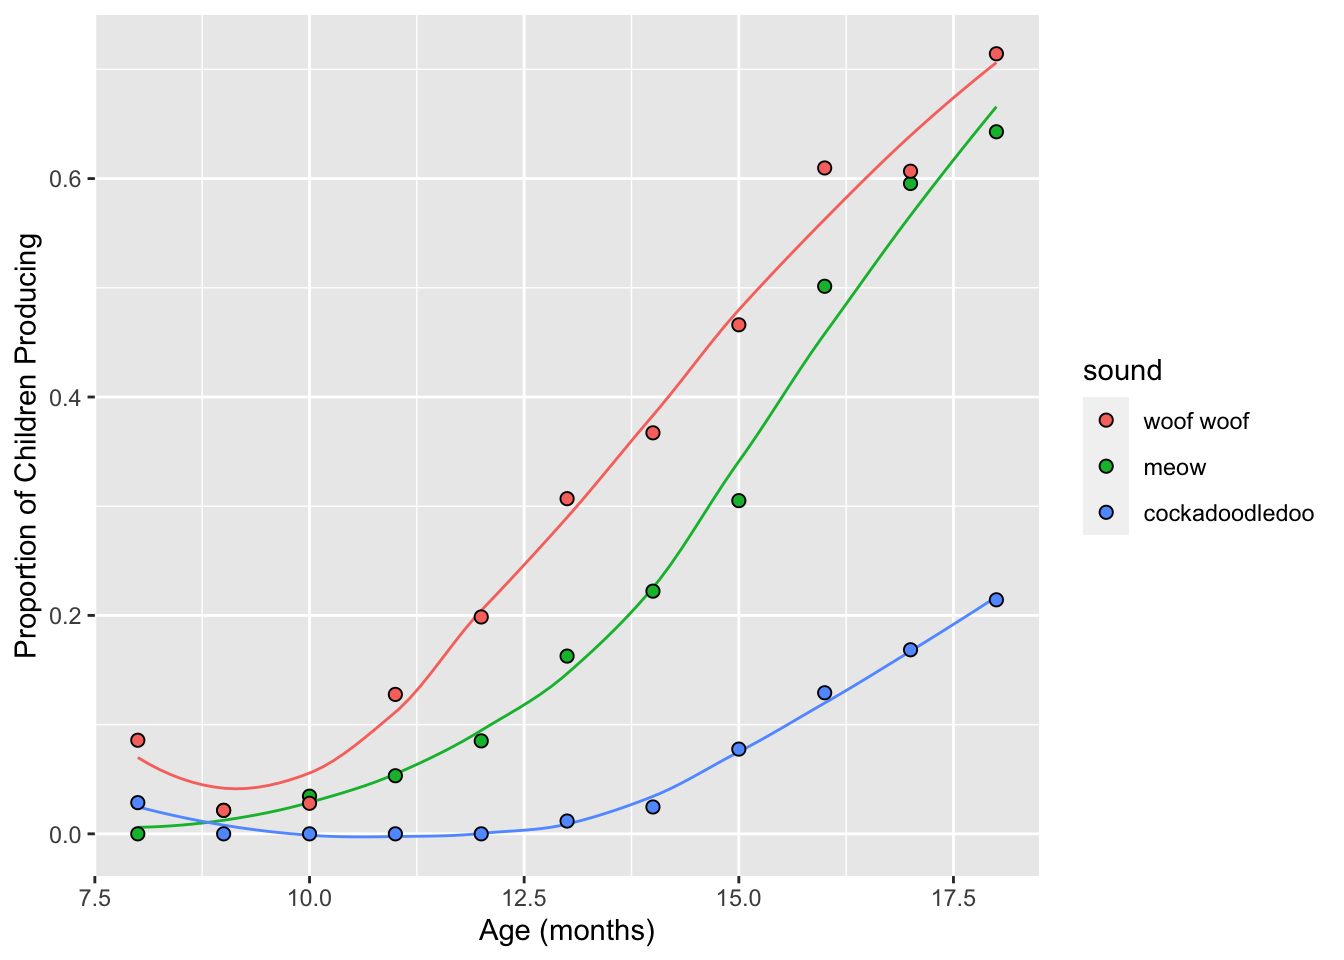 Proportion of Children Producing
0.6
0.4
0.2
0.0
7.5 10.0 12.5 15.0 17.5
Age (months)
sound
woof woof
meow
cockadoodledoo